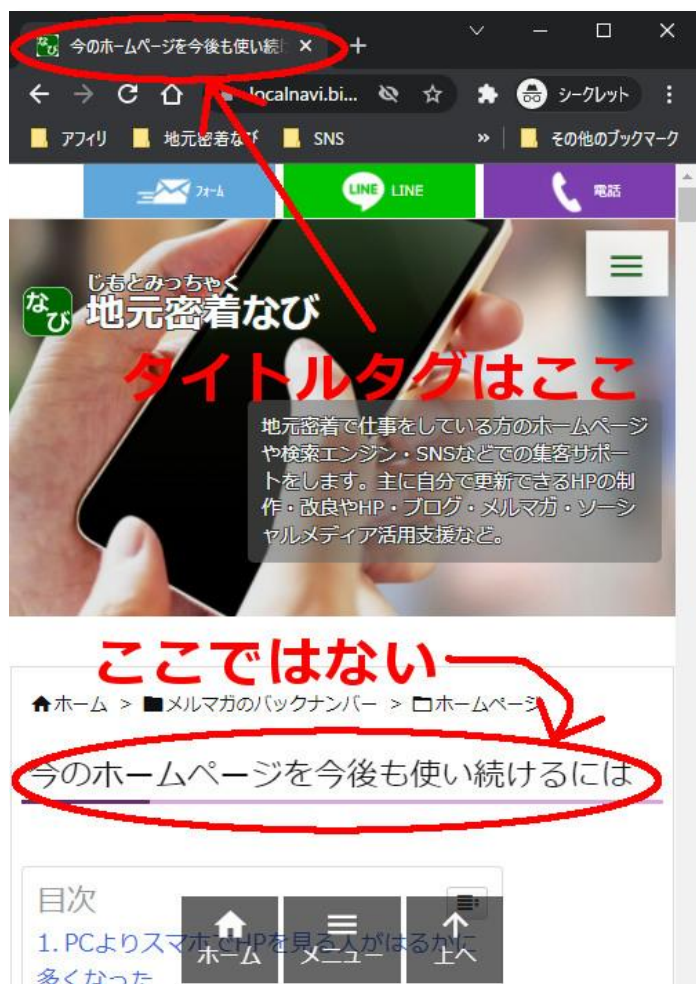 今のホームページを今後も使い続け
localnavi.bi...
シークレット
アフィリ
地元密着なび
SNS
»
その他のブックマーク
フォーム
LINE LINE
電話
じもとみっちゃく
なび 地元密着なび
タイトルタグはここ
地元密着で仕事をしている方のホームページ
や検索エンジン・SNSなどでの集客サポー
トをします。主に自分で更新できるHPの制
作・改良やHP・ブログ・メルマガ・ソーシ
ャルメディア活用支援など。
ここではない
ホーム > メルマガのバックナンバー > ホームページ
今のホームページを今後も使い続けるには
目次
1. PCよりスマホでHPを見る人がはるかに
多くなった
ホーム
メニュー
上へ